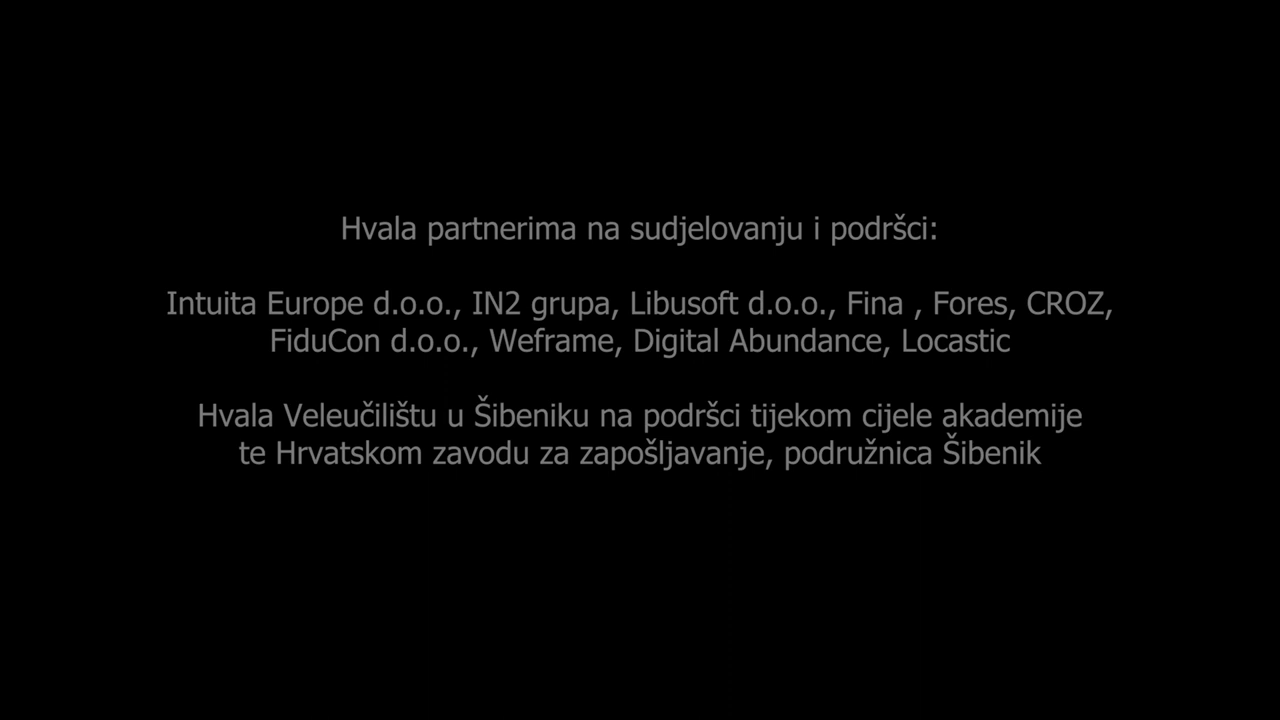 Hvala partnerima na sudjelovanju i podršci:
Intuita Europe d.o.o., IN2 grupa, Libusoft d.o.o., Fina , Fores, CROZ,
FiduCon d.o.o., Weframe, Digital Abundance, Locastic
Hvala Veleučilištu u Šibeniku na podršci tijekom cijele akademije
te Hrvatskom zavodu za zapošljavanje, podružnica Šibenik